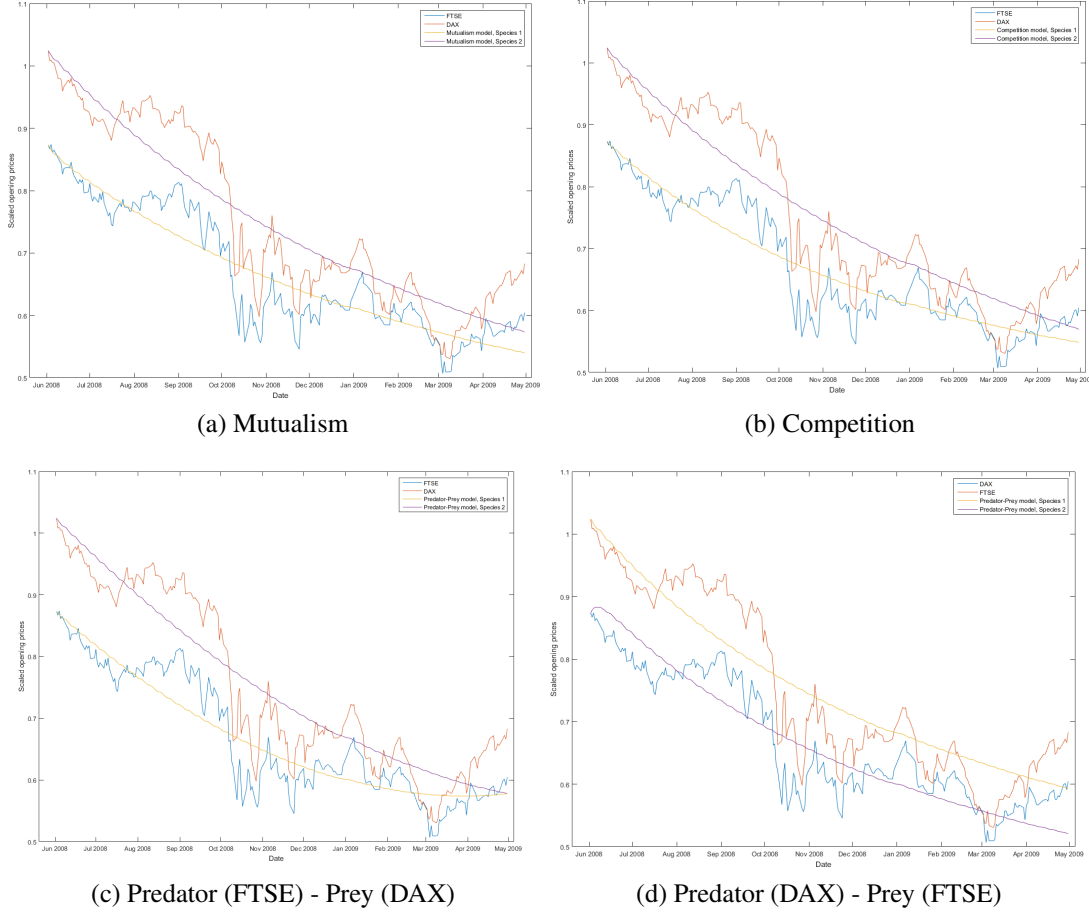 FTSE
DAX
Mutualism model, Species 1
Mutualism model, Species 2
1.1
1
0.9
0.8
0.7
0.6
0.5
Scaled opening prices
Jun 2008 Jul 2008 Aug 2008 Sep 2008 Oct 2008 Nov 2008 Dec 2008 Jan 2009 Feb 2009 Mar 2009 Apr 2009 May 2009
Date
(a) Mutualism
FTSE
DAX
Competition model, Species 1
Competition model, Species 2
1.1
1
0.9
0.8
0.7
0.6
0.5
Scaled opening prices
Jun 2008 Jul 2008 Aug 2008 Sep 2008 Oct 2008 Nov 2008 Dec 2008 Jan 2009 Feb 2009 Mar 2009 Apr 2009 May 200
Date
(b) Competition
FTSE
DAX
Predator-Prey model, Species 1
Predator-Prey model, Species 2
1.1
1
0.9
0.8
0.7
0.6
0.5
Scaled opening prices
Jun 2008 Jul 2008 Aug 2008 Sep 2008 Oct 2008 Nov 2008 Dec 2008 Jan 2009 Feb 2009 Mar 2009 Apr 2009 May 2009
Date
(c) Predator (FTSE) - Prey (DAX)
DAX
FTSE
Predator-Prey model, Species 1
Predator-Prey model, Species 2
1.1
1
0.9
0.8
0.7
0.6
0.5
Scaled opening prices
Jun 2008 Jul 2008 Aug 2008 Sep 2008 Oct 2008 Nov 2008 Dec 2008 Jan 2009 Feb 2009 Mar 2009 Apr 2009 May 2009
Date
(d) Predator (DAX) - Prey (FTSE)